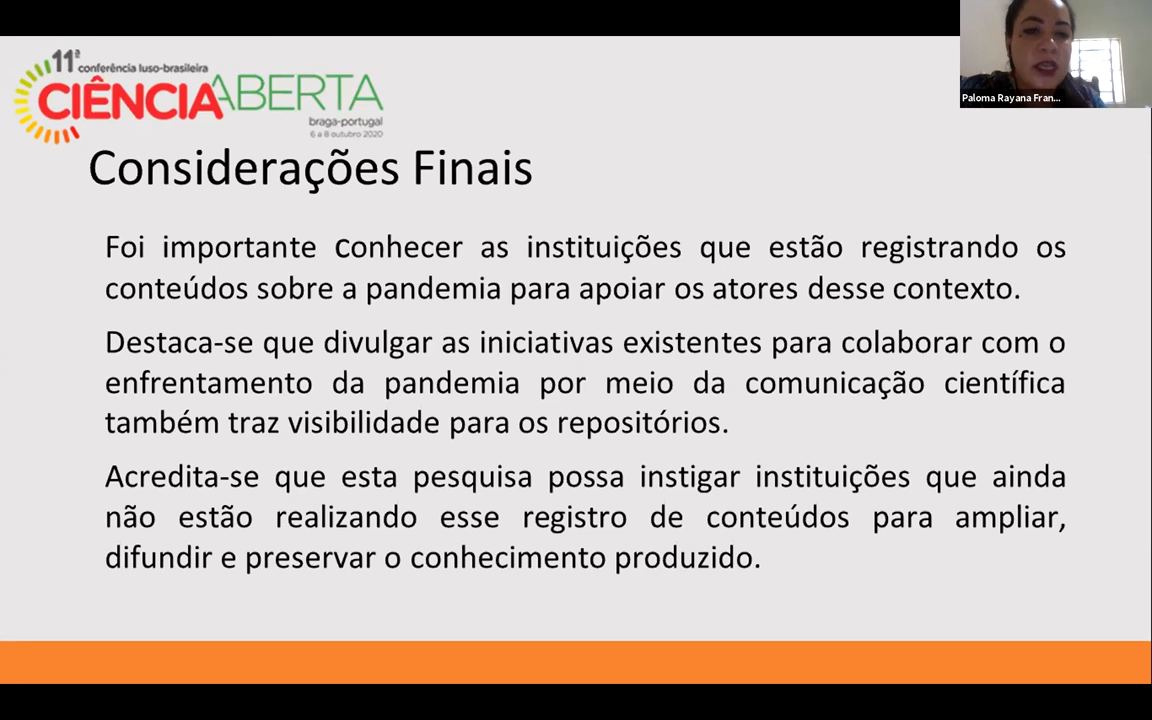 11ª
conferência luso-brasileira
CIÊNCIAABERTA
braga-portugal
6 a 8 outubro 2020
Paloma Rayana Fran...
Considerações Finais
Foi importante conhecer as instituições que estão registrando os
conteúdos sobre a pandemia para apoiar os atores desse contexto.
Destaca-se que divulgar as iniciativas existentes para colaborar com o
enfrentamento da pandemia por meio da comunicação científica
também traz visibilidade para os repositórios.
Acredita-se que esta pesquisa possa instigar instituições que ainda
não estão realizando esse registro de conteúdos para ampliar,
difundir e preservar o conhecimento produzido.